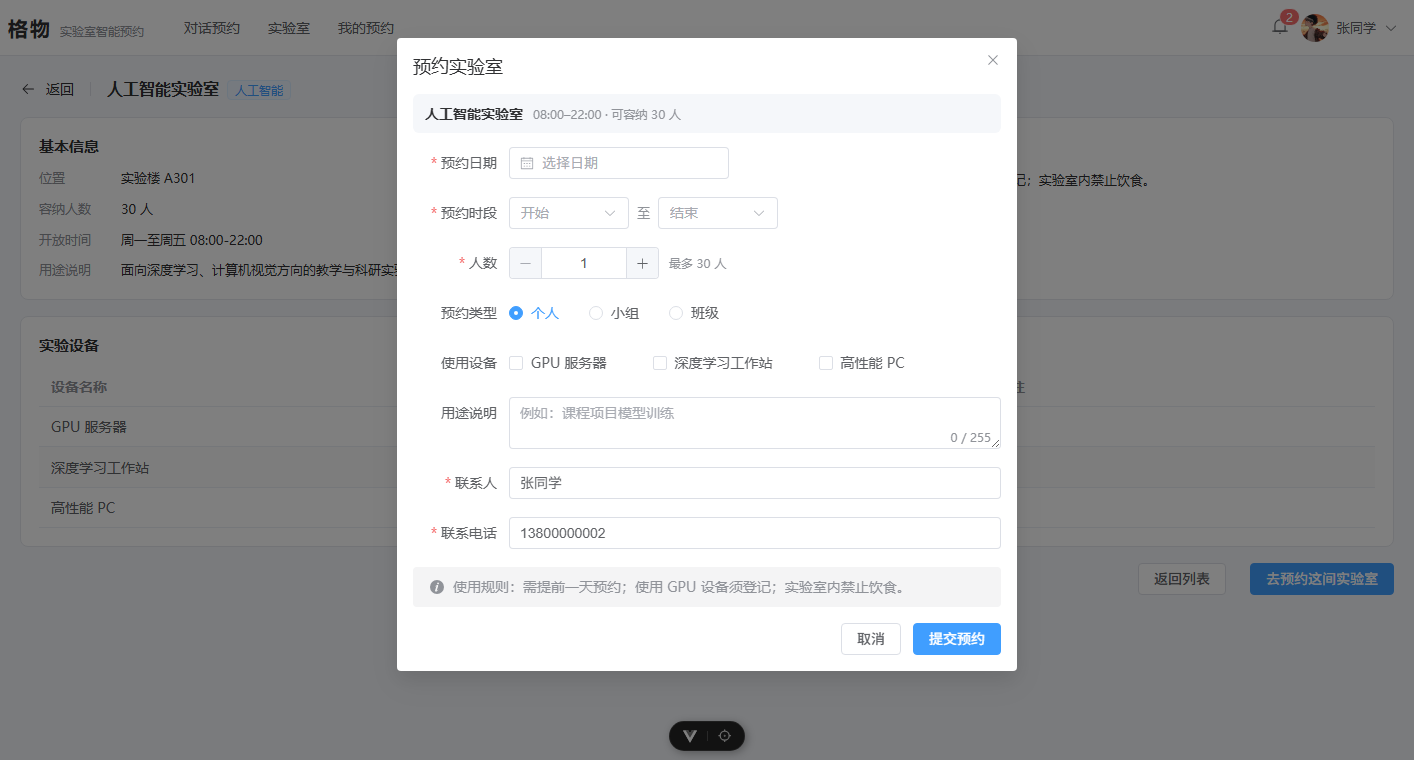 格物 实验室智能预约 对话预约 实验室 我的预约 2 张同学
返回 人工智能实验室 人工智能
基本信息
位置 实验楼 A301
容纳人数 30 人
开放时间 周一至周五 08:00-22:00
用途说明 面向深度学习、计算机视觉方向的教学与科研实
实验室内禁止饮食。
实验设备
设备名称
GPU 服务器
深度学习工作站
高性能 PC
返回列表 去预约这间实验室
预约实验室
人工智能实验室 08:00–22:00 · 可容纳 30 人
* 预约日期 选择日期
* 预约时段 开始 至 结束
* 人数 1 最多 30 人
预约类型 个人 小组 班级
使用设备 GPU 服务器 深度学习工作站 高性能 PC
用途说明 例如：课程项目模型训练
0 / 255
* 联系人 张同学
* 联系电话 13800000002
使用规则：需提前一天预约；使用 GPU 设备须登记；实验室内禁止饮食。
取消 提交预约